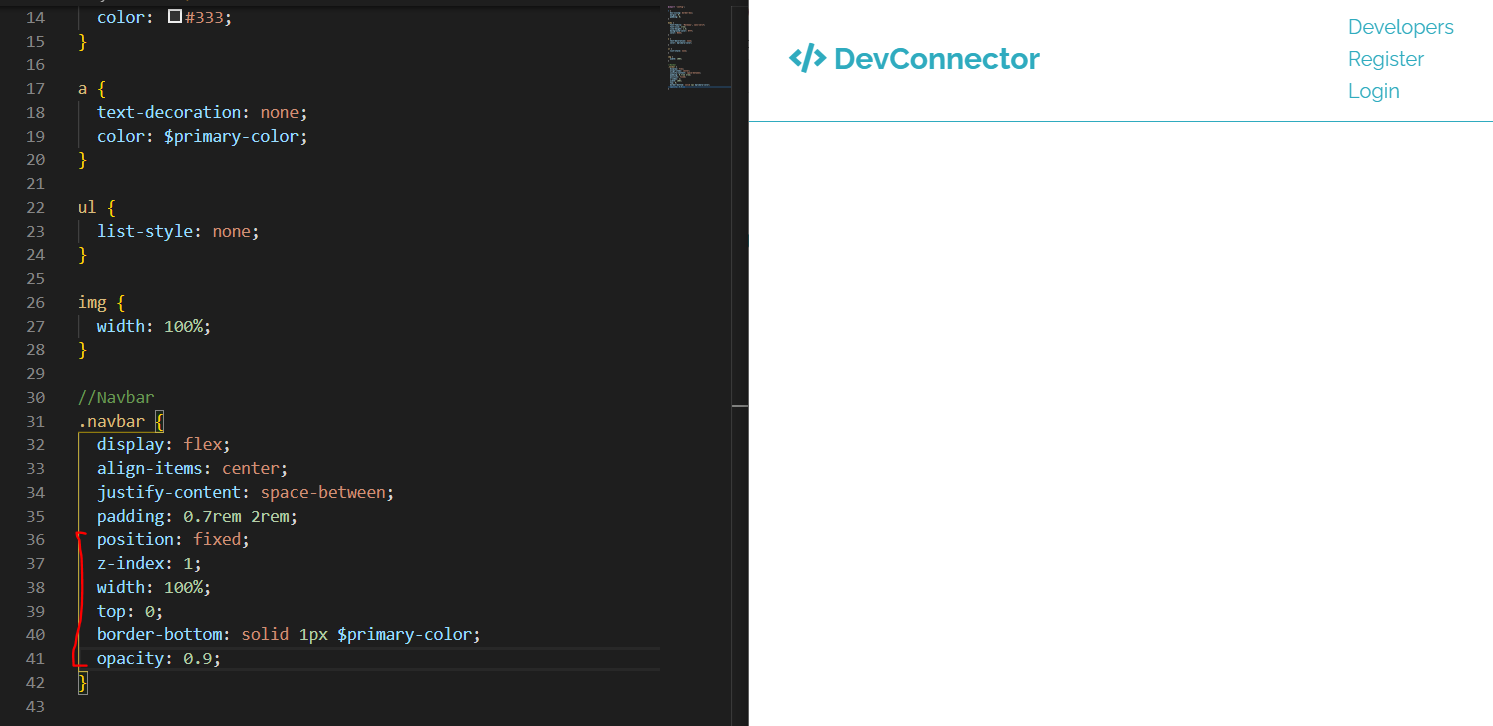 14 color: #333;
15 }
16
17 a {
18 text-decoration: none;
19 color: $primary-color;
20 }
21
22 ul {
23 list-style: none;
24 }
25
26 img {
27 width: 100%;
28 }
29
30 //Navbar
31 .navbar {
32 display: flex;
33 align-items: center;
34 justify-content: space-between;
35 padding: 0.7rem 2rem;
36 position: fixed;
37 z-index: 1;
38 width: 100%;
39 top: 0;
40 border-bottom: solid 1px $primary-color;
41 opacity: 0.9;
42 }
43
</> DevConnector
Developers
Register
Login